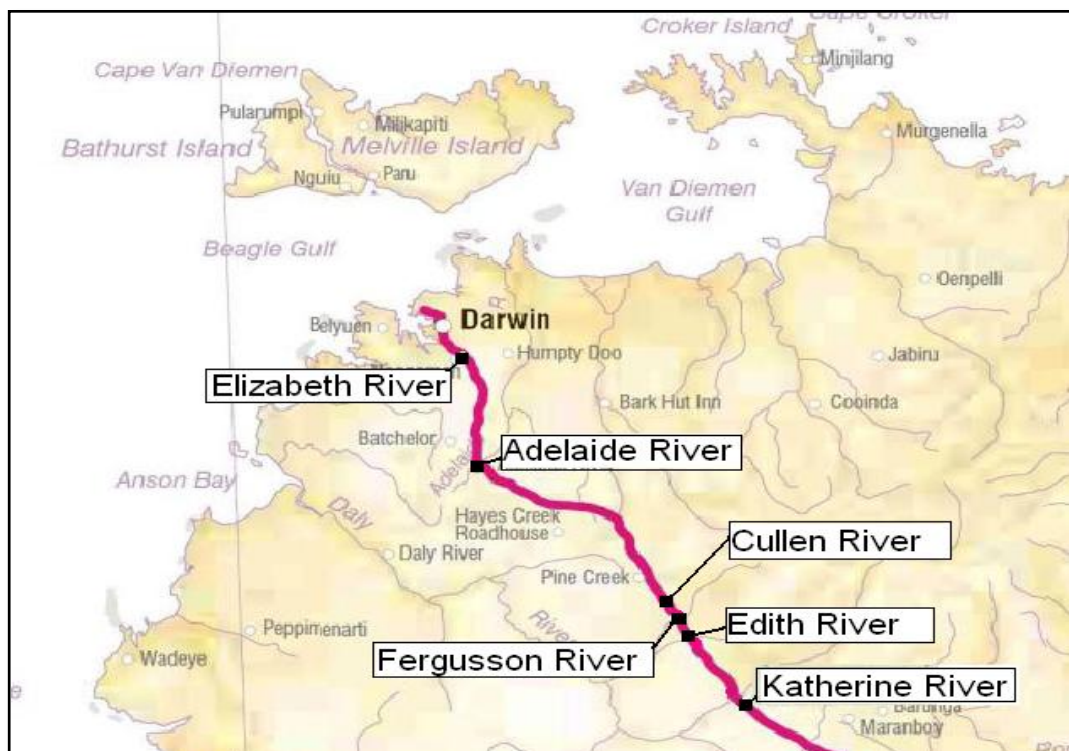 Croker Island
Cape Croker
Minjilang
Cape Van Diemen
Pularumpi
Milikapiti
Murgenella
Bathurst Island
Melville Island
Nguiu
Paru
Van Diemen
Gulf
Beagle Gulf
Oenpelli
Darwin
Belyuen
Humpty Doo
Jabiru
Elizabeth River
Bark Hut Inn
Cooinda
Batchelor
Adelaide River
Anson Bay
Daly
Hayes Creek
Roadhouse
Daly River
Cullen River
Pine Creek
River
Edith River
Peppimenarti
Fergusson River
Wadeye
Katherine River
Maranboy